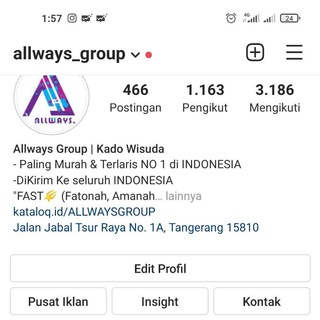 1:57
4G
24
allways_group
ALLWAYS.
466 1.163 3.186
Postingan Pengikut Mengikuti
Allways Group | Kado Wisuda
- Paling Murah & Terlaris NO 1 di INDONESIA
-DiKirim Ke seluruh INDONESIA
"FAST🌾 (Fatonah, Amanah... lainnya
kataloq.id/ALLWAYSGROUP
Jalan Jabal Tsur Raya No. 1A, Tangerang 15810
Edit Profil
Pusat Iklan Insight Kontak